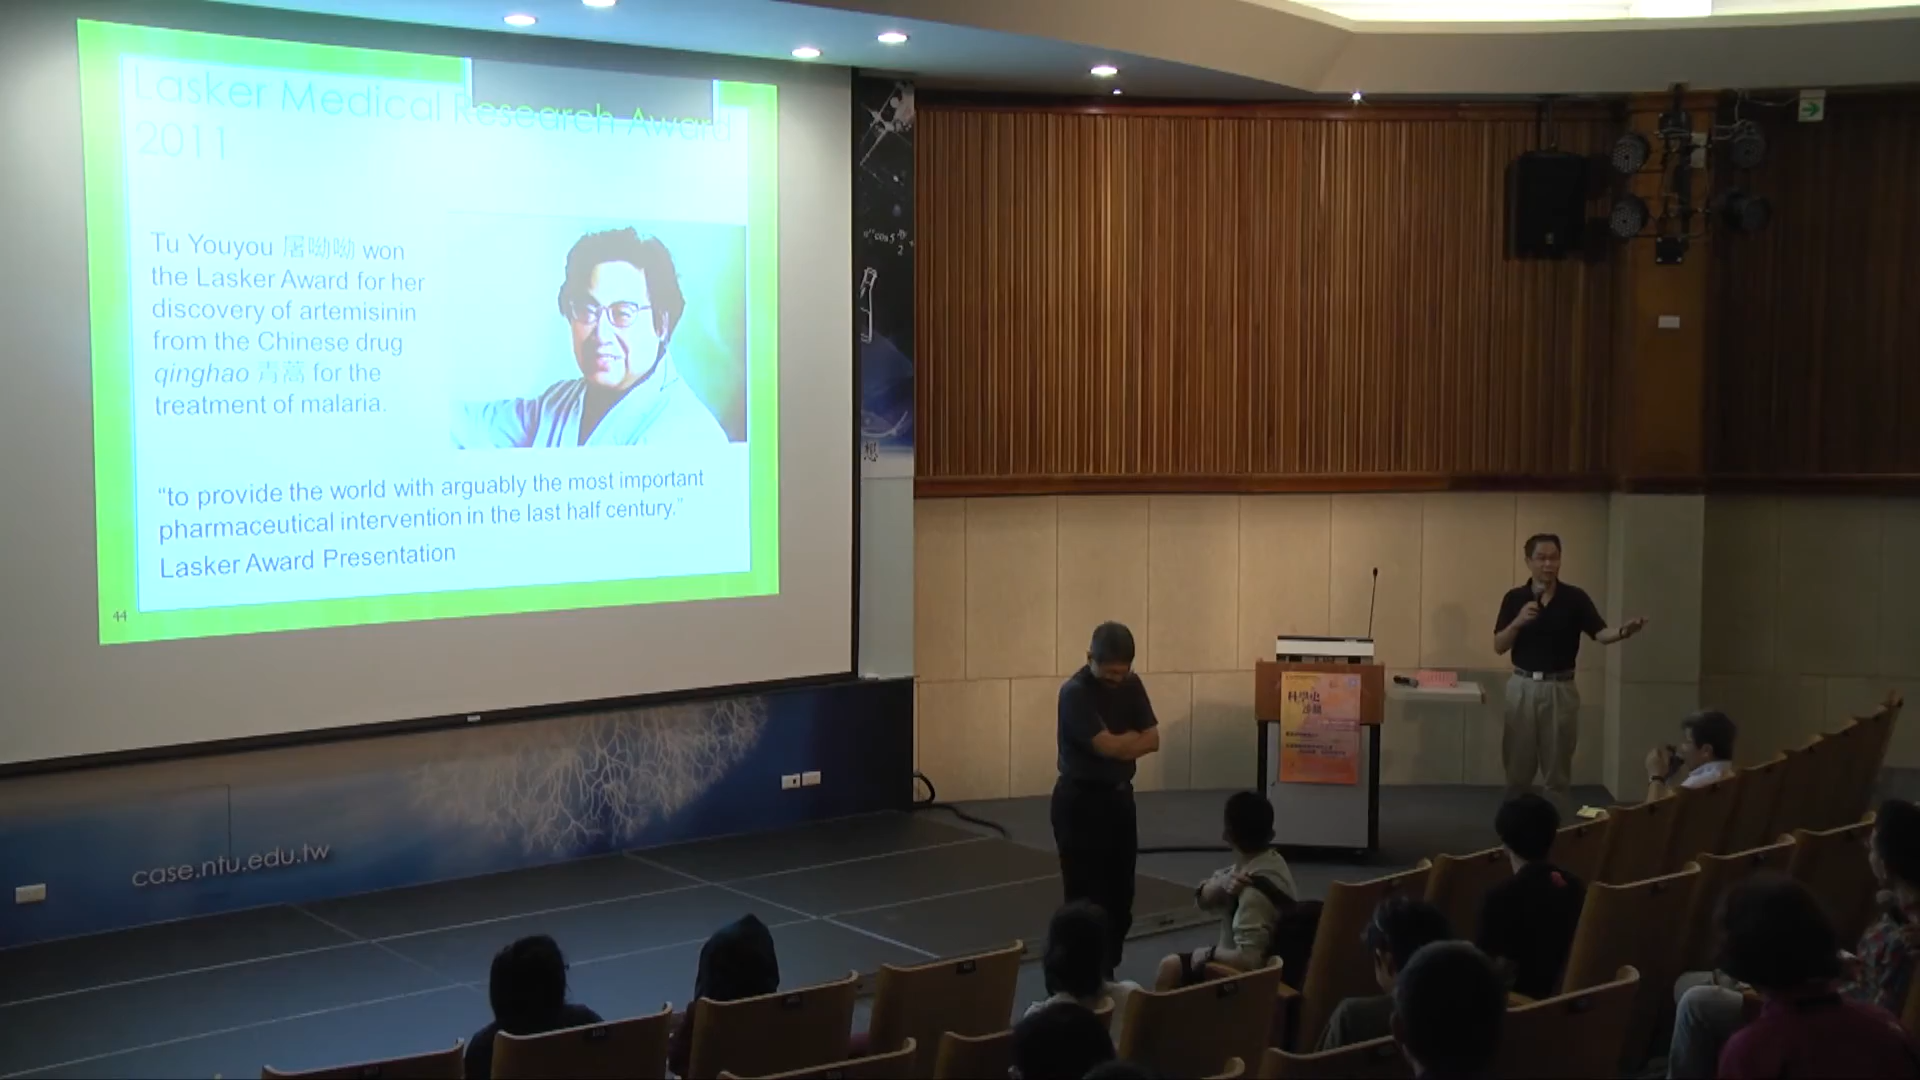 Lasker Medical Research Award
2011
Tu Youyou 屠呦呦 won
the Lasker Award for her
discovery of artemisinin
from the Chinese drug
qinghao 青蒿 for the
treatment of malaria.
“to provide the world with arguably the most important
pharmaceutical intervention in the last half century.”
Lasker Award Presentation
44
case.ntu.edu.tw
科學史
沙龍
想